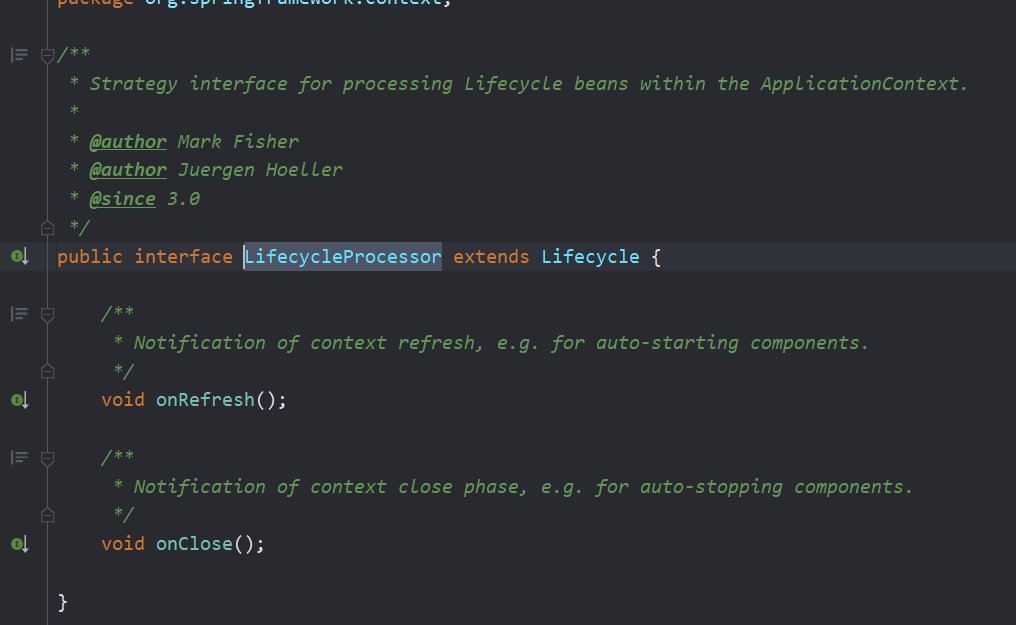 package org.springframework.context;
/**
* Strategy interface for processing Lifecycle beans within the ApplicationContext.
*
* @author Mark Fisher
* @author Juergen Hoeller
* @since 3.0
*/
public interface LifecycleProcessor extends Lifecycle {
/**
* Notification of context refresh, e.g. for auto-starting components.
*/
void onRefresh();
/**
* Notification of context close phase, e.g. for auto-stopping components.
*/
void onClose();
}